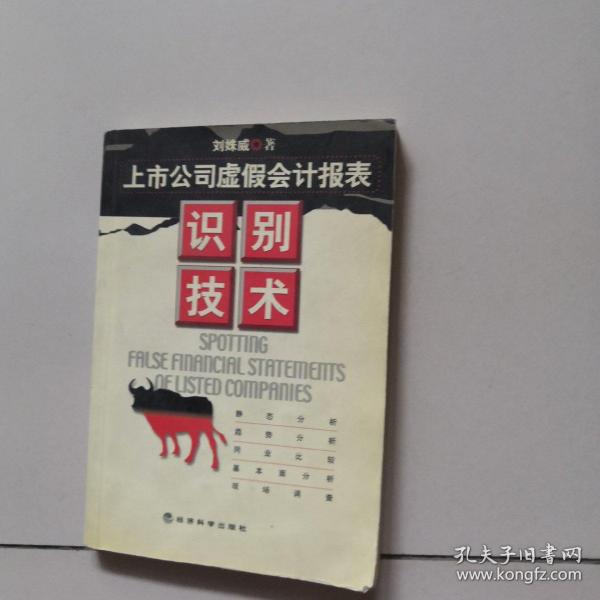 刘姝威 著
上市公司虚假会计报表
识别
技术
SPOTTING
FALSE FINANCIAL STATEMENTS
OF LISTED COMPANIES
静态分析
趋势分析
同业比较
基本面分析
现场调查
经济科学出版社
孔夫子旧书网
www.kongfz.com